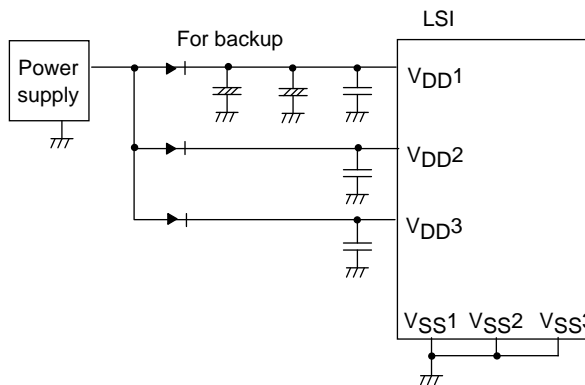 LSI
For backup
Power
supply
VDD1
VDD2
VDD3
VSS1 VSS2 VSS3